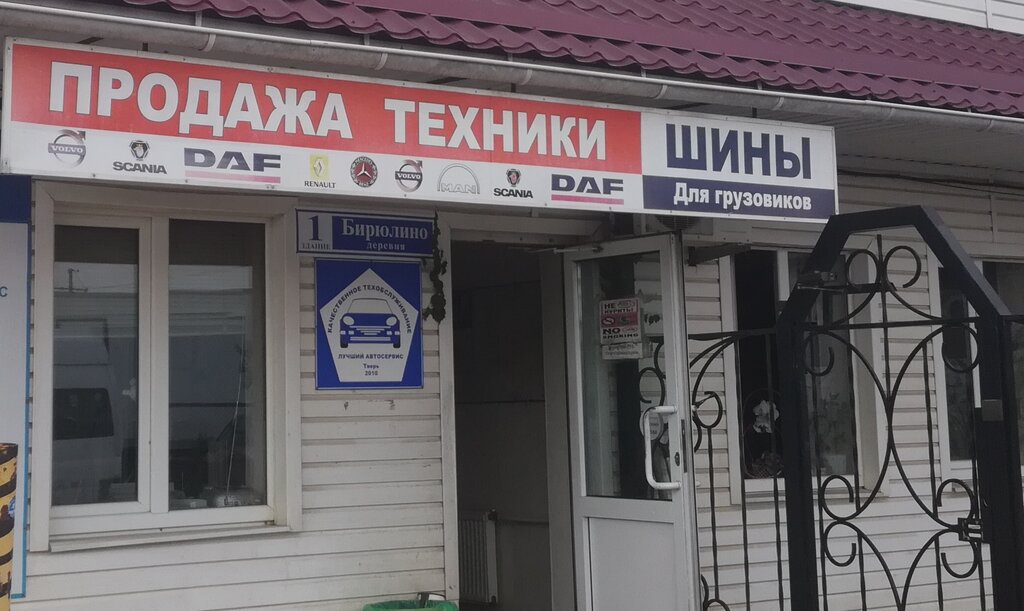 ПРОДАЖА ТЕХНИКИ
VOLVO
SCANIA
DAF
RENAULT
VOLVO
MAN
SCANIA
DAF
ШИНЫ
Для грузовиков
1
ЗДАНИЕ
Бирюлино
деревня
КАЧЕСТВЕННОЕ ТЕХОБСЛУЖИВАНИЕ
ЛУЧШИЙ АВТОСЕРВИС
Тверь
2010
НЕ
КУРИТЬ!
NO
SMOKING
С